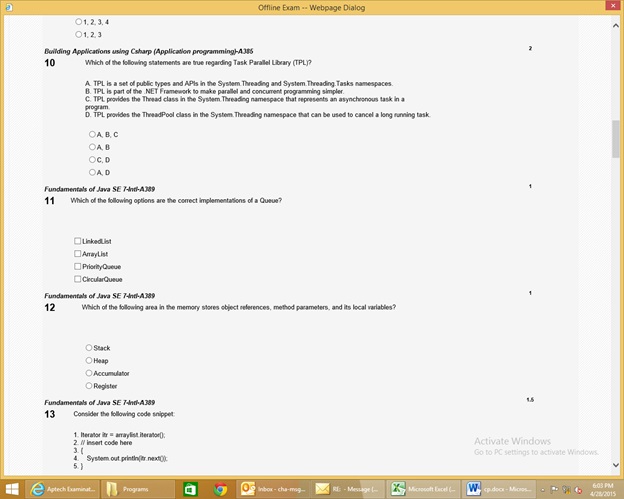 Offline Exam -- Webpage Dialog
1, 2, 3, 4
1, 2, 3
Building Applications using Csharp (Application programming)-A385
2
10 Which of the following statements are true regarding Task Parallel Library (TPL)?
A. TPL is a set of public types and APIs in the System.Threading and System.Threading.Tasks namespaces.
B. TPL is part of the .NET Framework to make parallel and concurrent programming simpler.
C. TPL provides the Thread class in the System.Threading namespace that represents an asynchronous task in a
program.
D. TPL provides the ThreadPool class in the System.Threading namespace that can be used to cancel a long running task.
A, B, C
A, B
C, D
A, D
Fundamentals of Java SE 7-Intl-A389
1
11 Which of the following options are the correct implementations of a Queue?
LinkedList
ArrayList
PriorityQueue
CircularQueue
Fundamentals of Java SE 7-Intl-A389
1
12 Which of the following area in the memory stores object references, method parameters, and its local variables?
Stack
Heap
Accumulator
Register
Fundamentals of Java SE 7-Intl-A389
1.5
13 Consider the following code snippet:
1. Iterator itr = arraylist.iterator();
2. // insert code here
3. {
4. System.out.println(itr.next());
5. }
Activate Windows
Go to PC settings to activate Windows.
Aptech Examinat...
Programs
Inbox - cha-msg...
RE: - Message (...
Microsoft Excel (...
cp.docx - Micros...
6:03 PM
4/28/2015